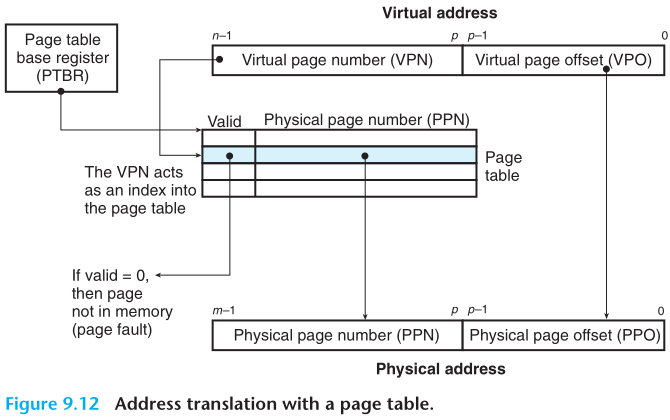 Virtual address
Page table
base register
(PTBR)
n–1
p
p–1
0
Virtual page number (VPN)
Virtual page offset (VPO)
Valid
Physical page number (PPN)
The VPN acts
as an index into
the page table
Page
table
If valid = 0,
then page
not in memory
(page fault)
m–1
p
p–1
0
Physical page number (PPN)
Physical page offset (PPO)
Physical address
Figure 9.12 Address translation with a page table.